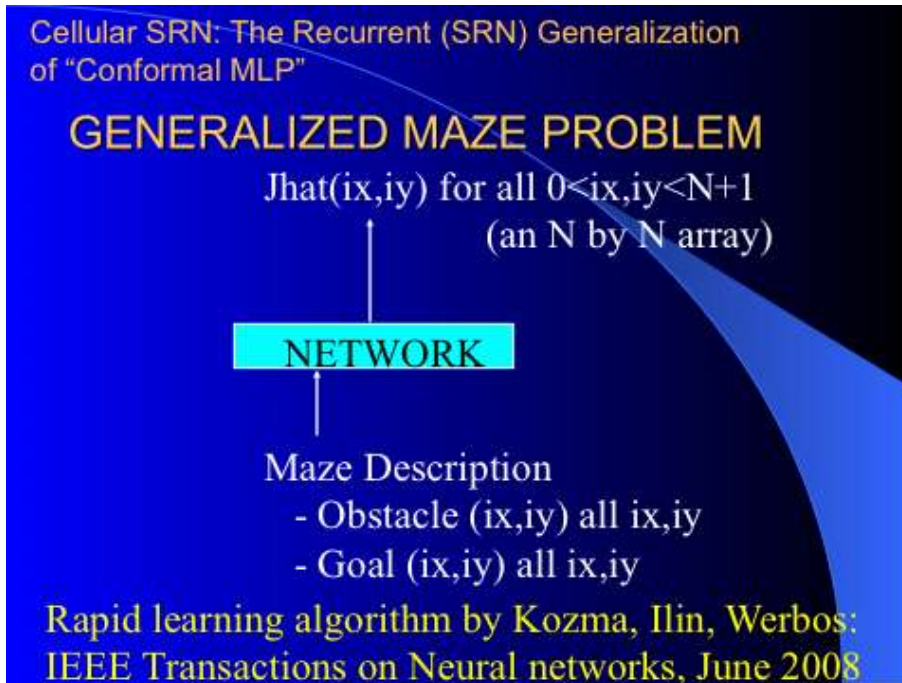 Cellular SRN: The Recurrent (SRN) Generalization
of “Conformal MLP”
GENERALIZED MAZE PROBLEM
Jhat(ix,iy) for all 0<ix,iy<N+1
(an N by N array)
NETWORK
Maze Description
- Obstacle (ix,iy) all ix,iy
- Goal (ix,iy) all ix,iy
Rapid learning algorithm by Kozma, Ilin, Werbos:
IEEE Transactions on Neural networks, June 2008